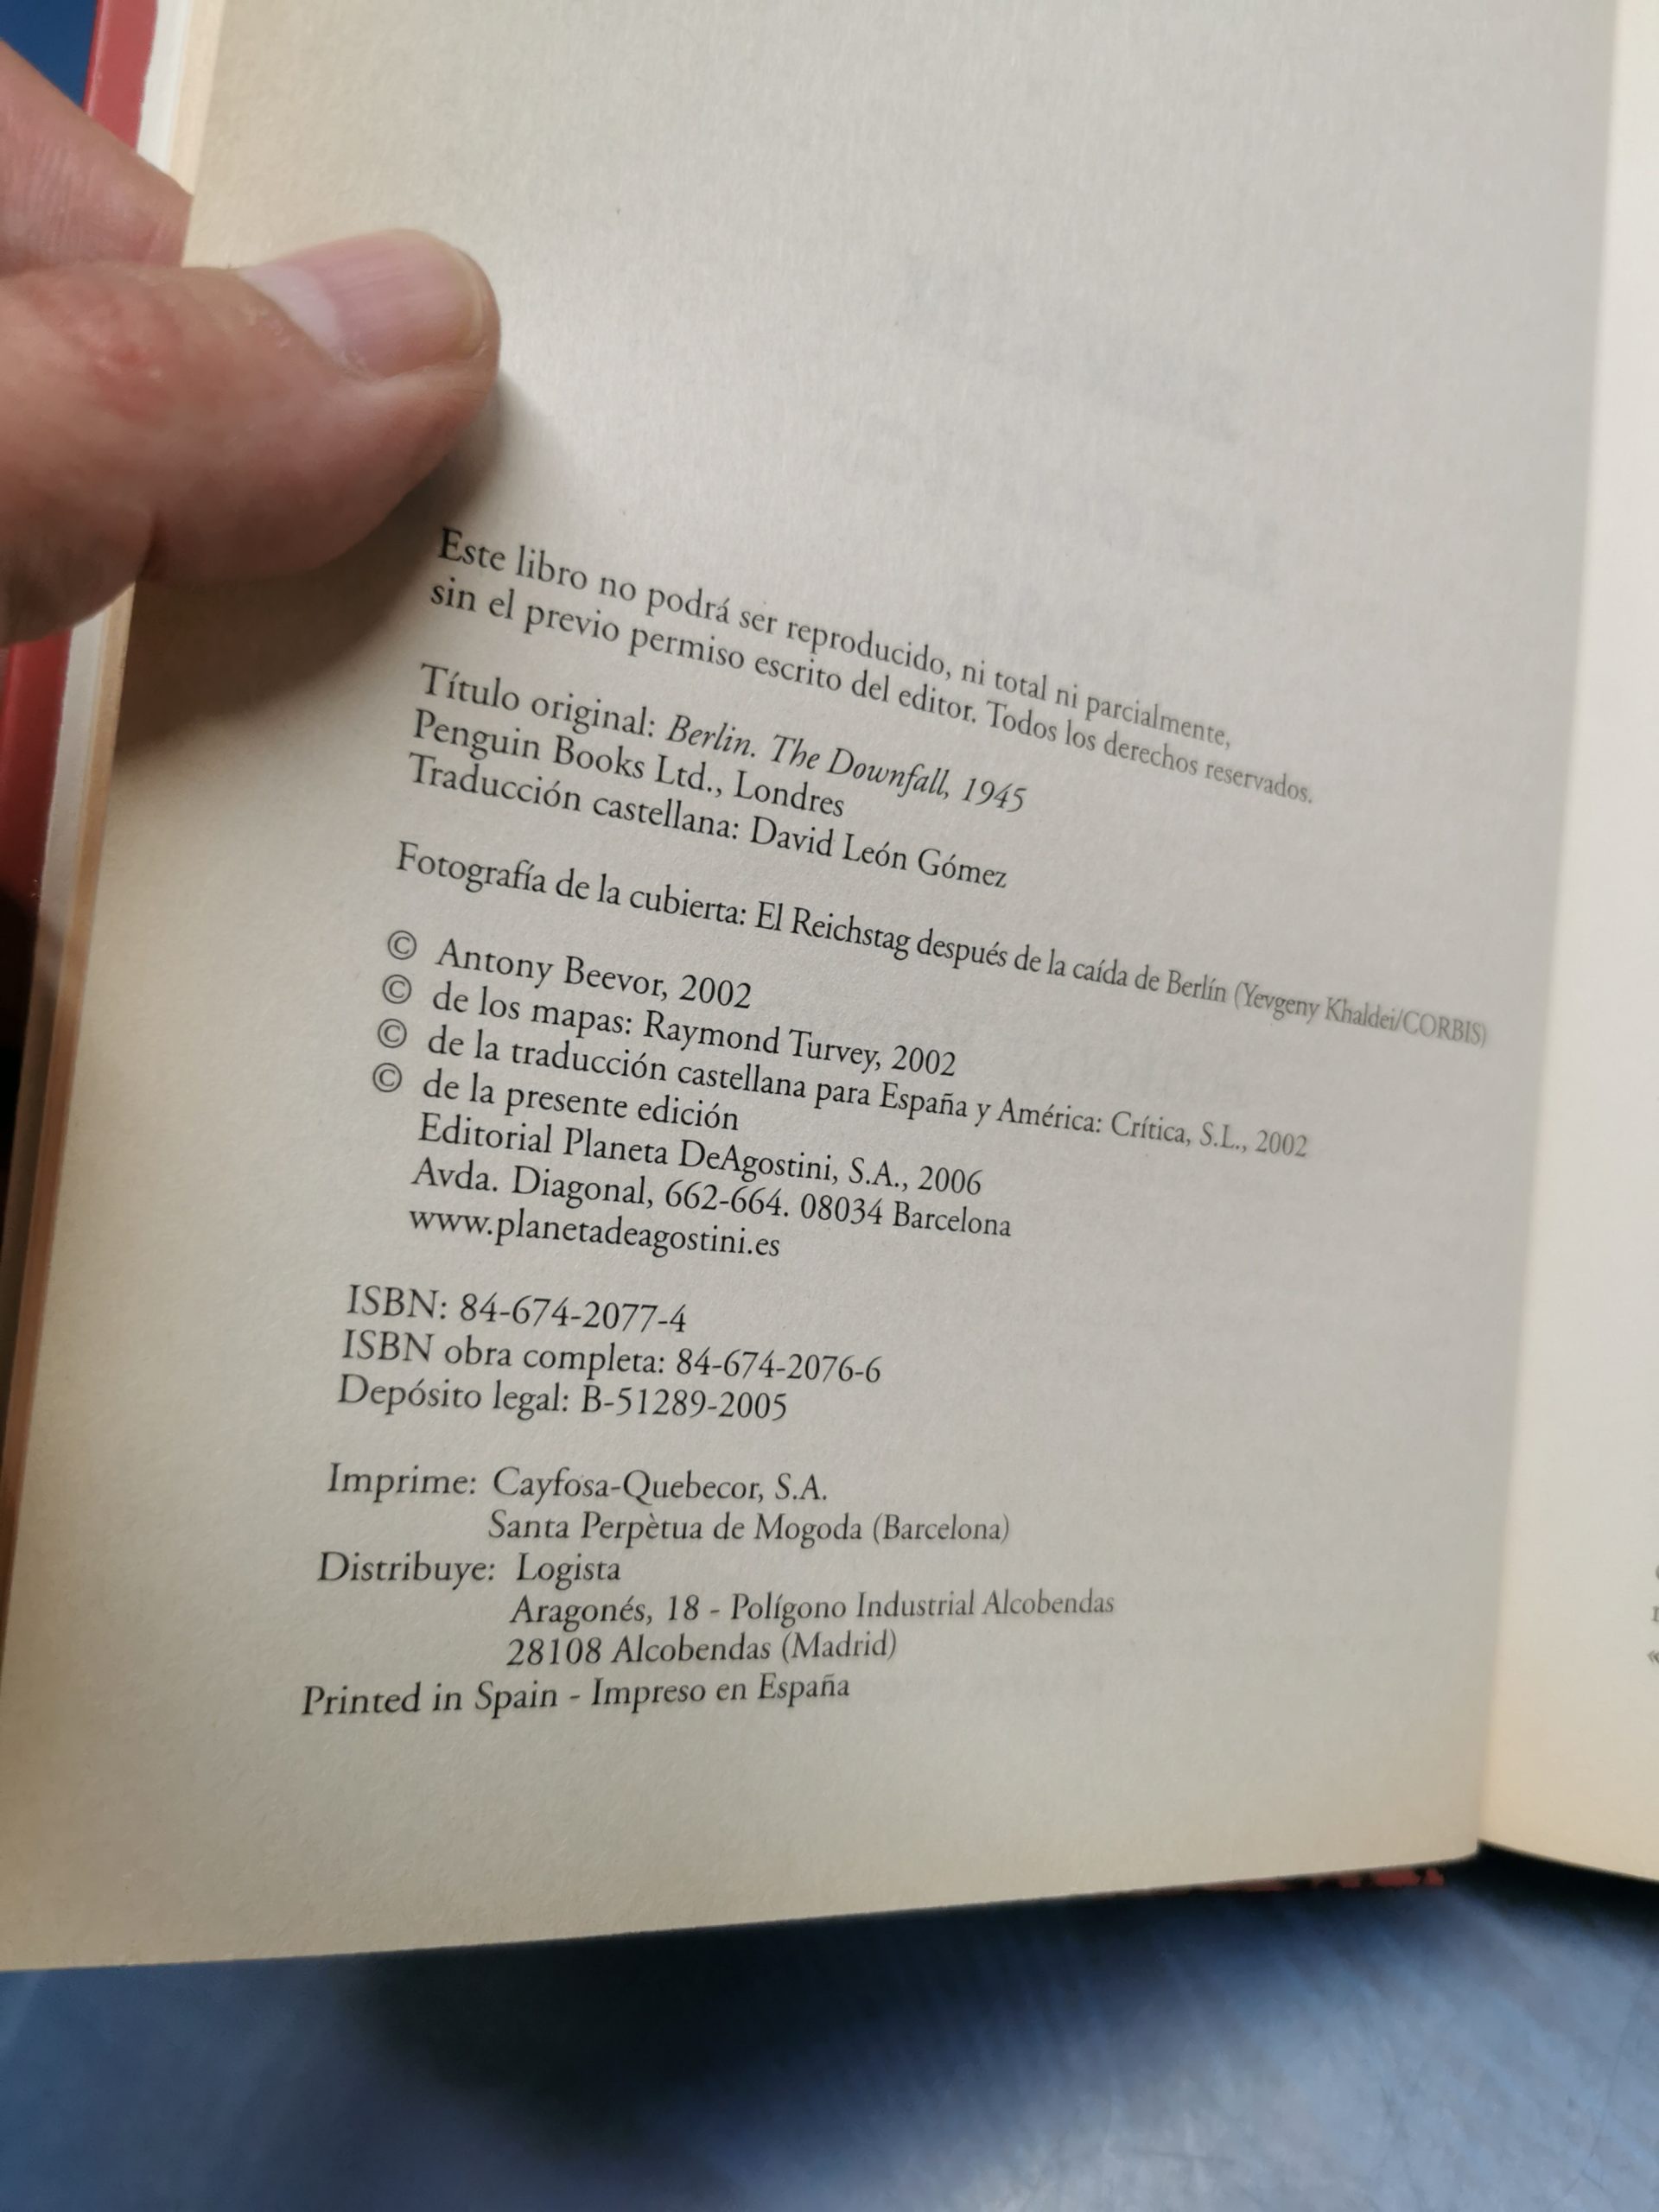 Este libro no podrá ser reproducido, ni total ni parcialmente,
sin el previo permiso escrito del editor. Todos los derechos reservados.
Título original: Berlin. The Downfall, 1945
Penguin Books Ltd., Londres
Traducción castellana: David León Gómez
Fotografía de la cubierta: El Reichstag después de la caída de Berlín (Yevgeny Khaldei/CORBIS)
© Antony Beevor, 2002
© de los mapas: Raymond Turvey, 2002
© de la traducción castellana para España y América: Crítica, S.L., 2002
© de la presente edición
Editorial Planeta DeAgostini, S.A., 2006
Avda. Diagonal, 662-664. 08034 Barcelona
www.planetadeagostini.es
ISBN: 84-674-2077-4
ISBN obra completa: 84-674-2076-6
Depósito legal: B-51289-2005
Imprime: Cayfosa-Quebecor, S.A.
Santa Perpètua de Mogoda (Barcelona)
Distribuye: Logista
Aragonés, 18 - Polígono Industrial Alcobendas
28108 Alcobendas (Madrid)
Printed in Spain - Impreso en España